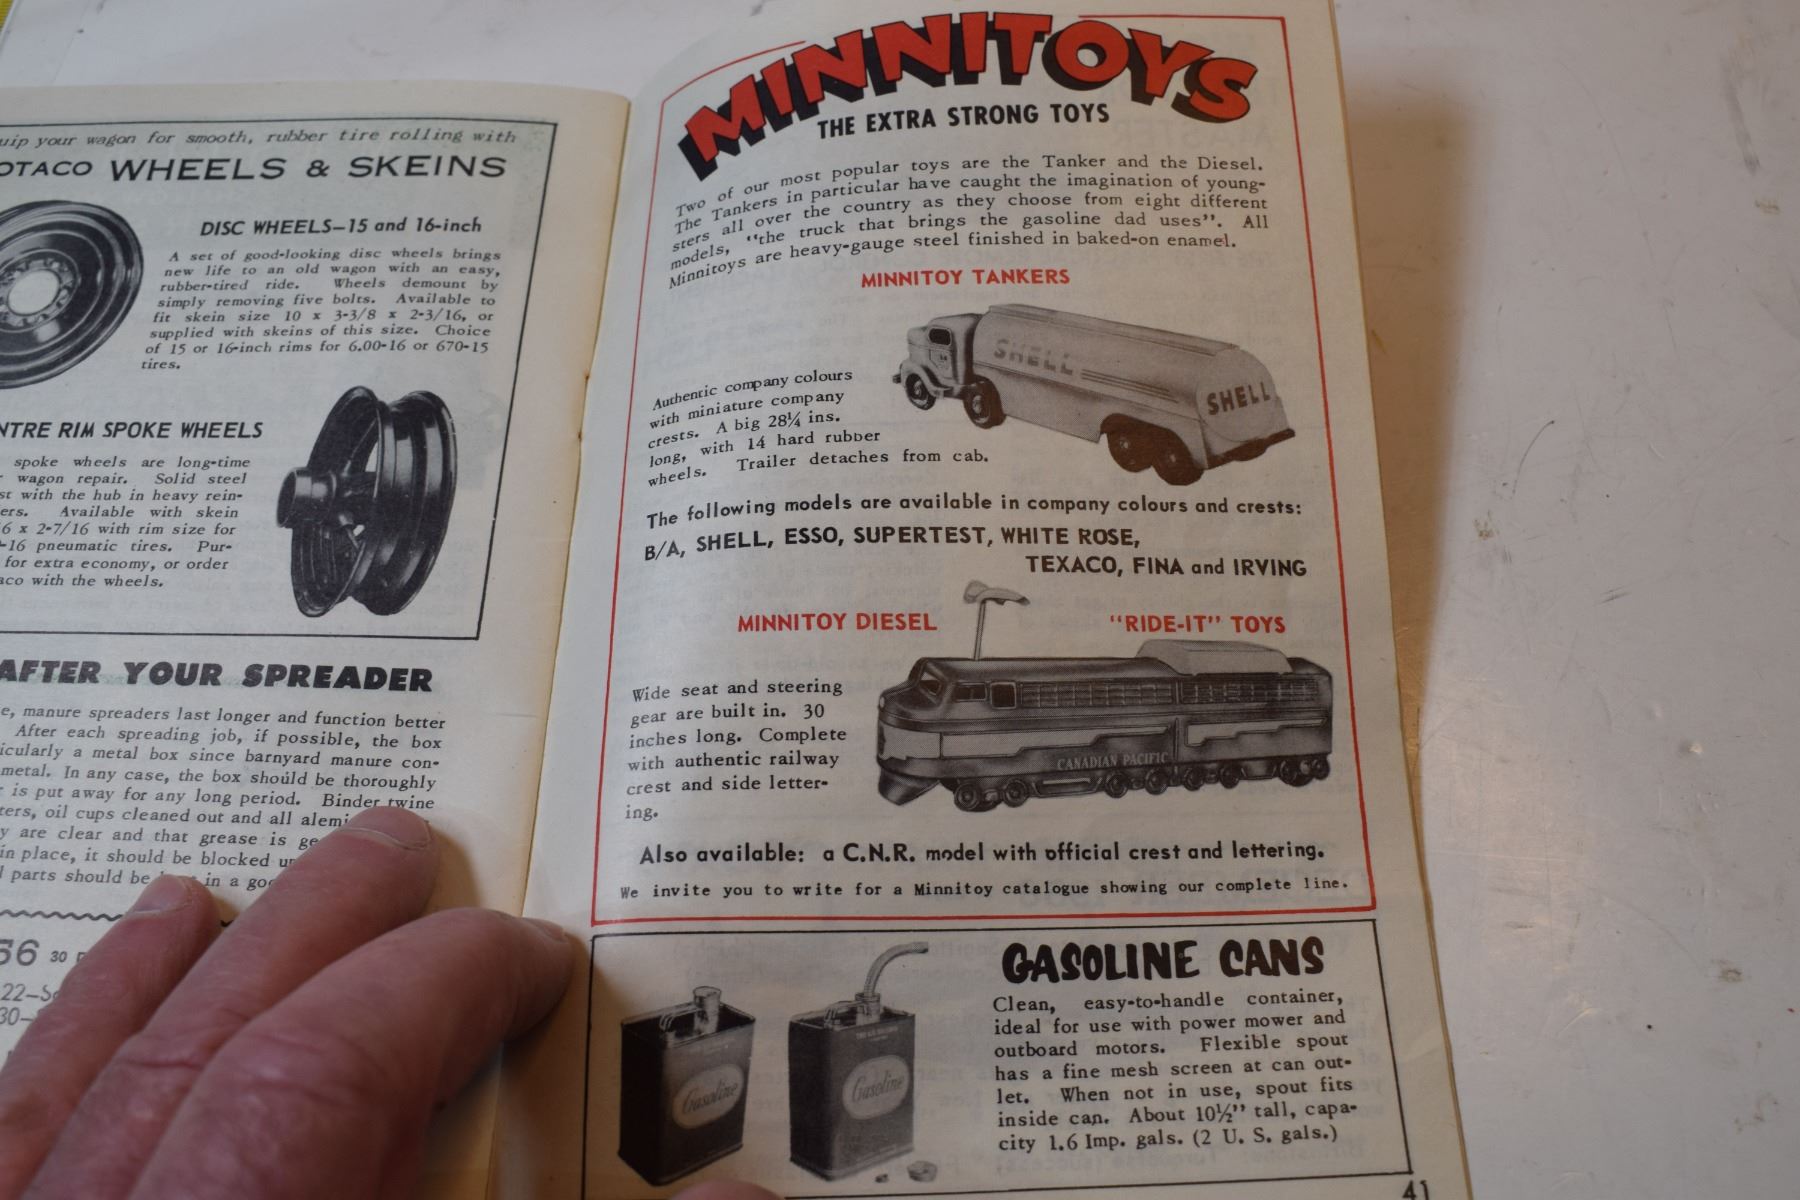 your wagon for smooth, rubber tire rolling with
WHEELS & SKEINS
DISC WHEELS-15 and 16-inch
A set of good-looking disc wheels brings
new life to an old wagon with an easy,
rubber-tired ride. Wheels demount by
simply removing five bolts. Available to
fit skein size 10 x 3-3/8 x 2-3/16, or
supplied with skeins of this size. Choice
of 15 or 16-inch rims for 6.00-16 or 670-15
tires.
RIM SPOKE WHEELS
spoke wheels are long-time
wagon repair. Solid steel
with the hub in heavy rein-
Available with skein
x 2-7/16 with rim size for
pneumatic tires. Pur-
for extra economy, or order
with the wheels.
AFTER YOUR SPREADER
manure spreaders last longer and function better
After each spreading job, if possible, the box
a metal box since barnyard manure con-
metal. In any case, the box should be thoroughly
is put away for any long period. Binder twine
oil cups cleaned out and all
are clear and that grease is
in place, it should be blocked
parts should be in a
30
MINNITOYS
THE EXTRA STRONG TOYS
Two of our most popular toys are the Tanker and the Diesel.
The Tankers in particular have caught the imagination of young-
sters all over the country as they choose from eight different
models, "the truck that brings the gasoline dad uses". All
Minnitoys are heavy-gauge steel finished in baked-on enamel.
MINNITOY TANKERS
SHELL
SHELL
Authentic company colours
with miniature company
crests. A big 28¼ ins.
long, with 14 hard rubber
wheels. Trailer detaches from cab.
The following models are available in company colours and crests:
B/A, SHELL, ESSO, SUPERTEST, WHITE ROSE,
TEXACO, FINA and IRVING
MINNITOY DIESEL "RIDE-IT" TOYS
Wide seat and steering
gear are built in. 30
inches long. Complete
with authentic railway
crest and side letter-
ing.
CANADIAN PACIFIC
Also available: a C.N.R. model with official crest and lettering.
We invite you to write for a Minnitoy catalogue showing our complete line.
GASOLINE CANS
Gasoline
Gasoline
Clean, easy-to-handle container,
ideal for use with power mower and
outboard motors. Flexible spout
has a fine mesh screen at can out-
let. When not in use, spout fits
inside can. About 10½" tall, capa-
city 1.6 Imp. gals. (2 U. S. gals.)
41